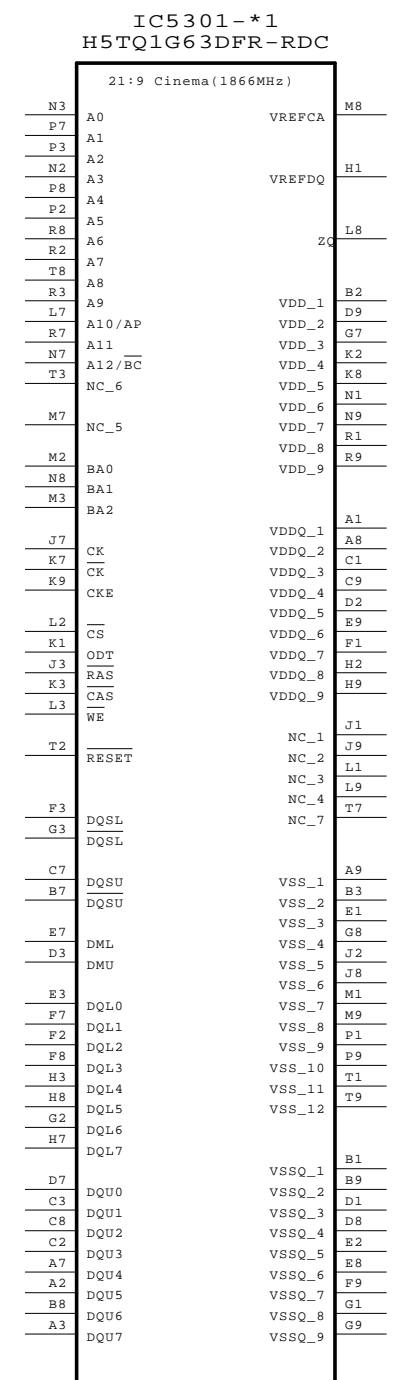 IC5301-*1
H5TQ1G63DFR-RDC
21:9 Cinema(1866MHz)
N3 A0 VREFCA M8
P7 A1
P3 A2
N2 A3 VREFDQ H1
P8 A4
P2 A5
R8 A6 ZQ L8
R2 A7
T8 A8
R3 A9 VDD_1 B2
L7 A10/AP VDD_2 D9
R7 A11 VDD_3 G7
N7 A12/BC VDD_4 K2
T3 NC_6 VDD_5 K8
VDD_6 N1
M7 NC_5 VDD_7 N9
VDD_8 R1
M2 BA0 VDD_9 R9
N8 BA1
M3 BA2
VDDQ_1 A1
J7 CK VDDQ_2 A8
K7 CK VDDQ_3 C1
K9 CKE VDDQ_4 C9
VDDQ_5 D2
L2 CS VDDQ_6 E9
K1 ODT VDDQ_7 F1
J3 RAS VDDQ_8 H2
K3 CAS VDDQ_9 H9
L3 WE
NC_1 J1
T2 RESET NC_2 J9
NC_3 L1
NC_4 L9
F3 DQSL NC_7 T7
G3 DQSL
C7 DQSU VSS_1 A9
B7 DQSU VSS_2 B3
VSS_3 E1
E7 DML VSS_4 G8
D3 DMU VSS_5 J2
VSS_6 J8
E3 DQL0 VSS_7 M1
F7 DQL1 VSS_8 M9
F2 DQL2 VSS_9 P1
F8 DQL3 VSS_10 P9
H3 DQL4 VSS_11 T1
H8 DQL5 VSS_12 T9
G2 DQL6
H7 DQL7
VSSQ_1 B1
D7 DQU0 VSSQ_2 B9
C3 DQU1 VSSQ_3 D1
C8 DQU2 VSSQ_4 D8
C2 DQU3 VSSQ_5 E2
A7 DQU4 VSSQ_6 E8
A2 DQU5 VSSQ_7 F9
B8 DQU6 VSSQ_8 G1
A3 DQU7 VSSQ_9 G9